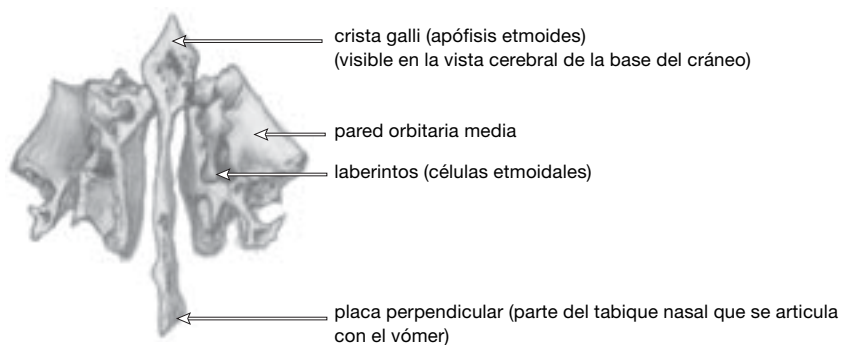 crista galli (apófisis etmoides)
(visible en la vista cerebral de la base del cráneo)
pared orbitaria media
laberintos (células etmoidales)
placa perpendicular (parte del tabique nasal que se articula
con el vómer)